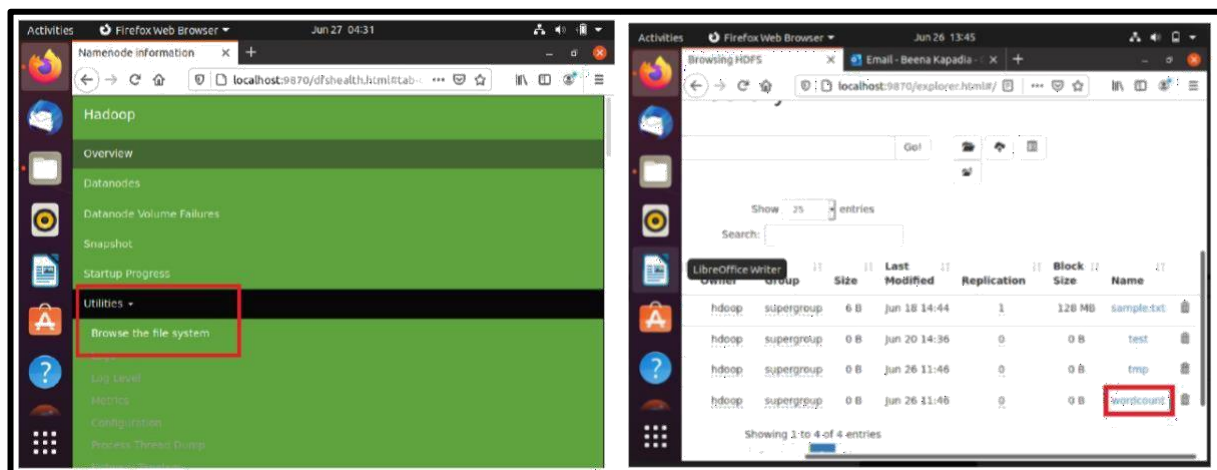 Activities Firefox Web Browser Jun 27 04:31
Namenode information
localhost:9870/dfshealth.html#tab-
Hadoop
Overview
Datanodes
Datanode Volume Failures
Snapshot
Startup Progress
Utilities
Browse the file system
Log Level
Metrics
Configuration
Process Thread Dump
Activities Firefox Web Browser Jun 26 13:45
Browsing HDFS Email - Beena Kapadia -
localhost:9870/explorer.html#/
Go!
Show 25 entries
Search:
LibreOffice Writer
Owner Group Size Last Modified Replication Block Size Name
hdoop supergroup 6 B Jun 18 14:44 1 128 MB sample.txt
hdoop supergroup 0 B Jun 20 14:36 0 0 B test
hdoop supergroup 0 B Jun 26 11:46 0 0 B tmp
hdoop supergroup 0 B Jun 26 11:46 0 0 B wordcount
Showing 1 to 4 of 4 entries